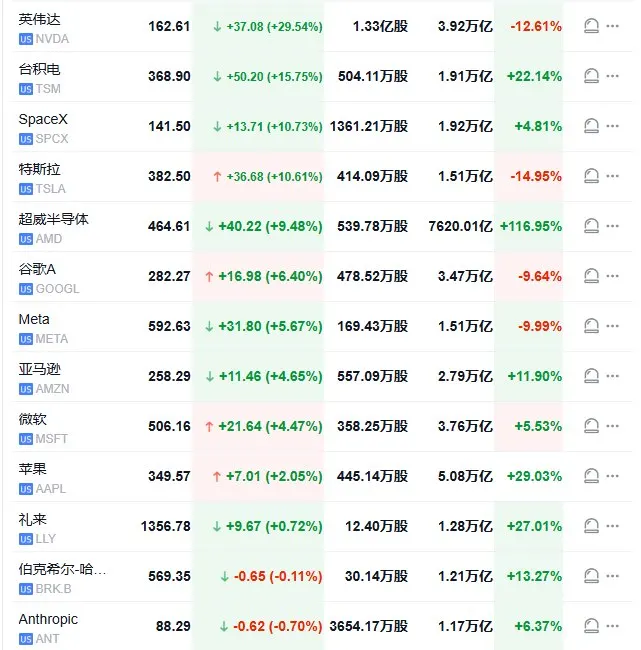 英伟达
162.61 ↓ +37.08 (+29.54%) 1.33亿股 3.92万亿 -12.61%
US NVDA
台积电
368.90 ↓ +50.20 (+15.75%) 504.11万股 1.91万亿 +22.14%
US TSM
SpaceX
141.50 ↓ +13.71 (+10.73%) 1361.21万股 1.92万亿 +4.81%
US SPCX
特斯拉
382.50 ↑ +36.68 (+10.61%) 414.09万股 1.51万亿 -14.95%
US TSLA
超威半导体
464.61 ↓ +40.22 (+9.48%) 539.78万股 7620.01亿 +116.95%
US AMD
谷歌A
282.27 ↑ +16.98 (+6.40%) 478.52万股 3.47万亿 -9.64%
US GOOGL
Meta
592.63 ↓ +31.80 (+5.67%) 169.43万股 1.51万亿 -9.99%
US META
亚马逊
258.29 ↓ +11.46 (+4.65%) 557.09万股 2.79万亿 +11.90%
US AMZN
微软
506.16 ↑ +21.64 (+4.47%) 358.25万股 3.76万亿 +5.53%
US MSFT
苹果
349.57 ↑ +7.01 (+2.05%) 445.14万股 5.08万亿 +29.03%
US AAPL
礼来
1356.78 ↓ +9.67 (+0.72%) 12.40万股 1.28万亿 +27.01%
US LLY
伯克希尔-哈...
569.35 ↓ -0.65 (-0.11%) 30.14万股 1.21万亿 +13.27%
US BRK.B
Anthropic
88.29 ↓ -0.62 (-0.70%) 3654.17万股 1.17万亿 +6.37%
US ANT